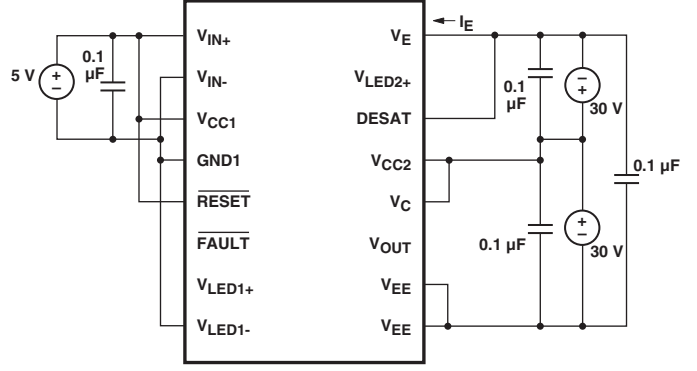 I_E
V_IN+
V_E
5 V
+
−
0.1
µF
V_IN-
V_LED2+
0.1
µF
−
+
30 V
V_CC1
DESAT
GND1
V_CC2
0.1 µF
RESET
V_C
FAULT
V_OUT
0.1 µF
+
−
30 V
V_LED1+
V_EE
V_LED1-
V_EE